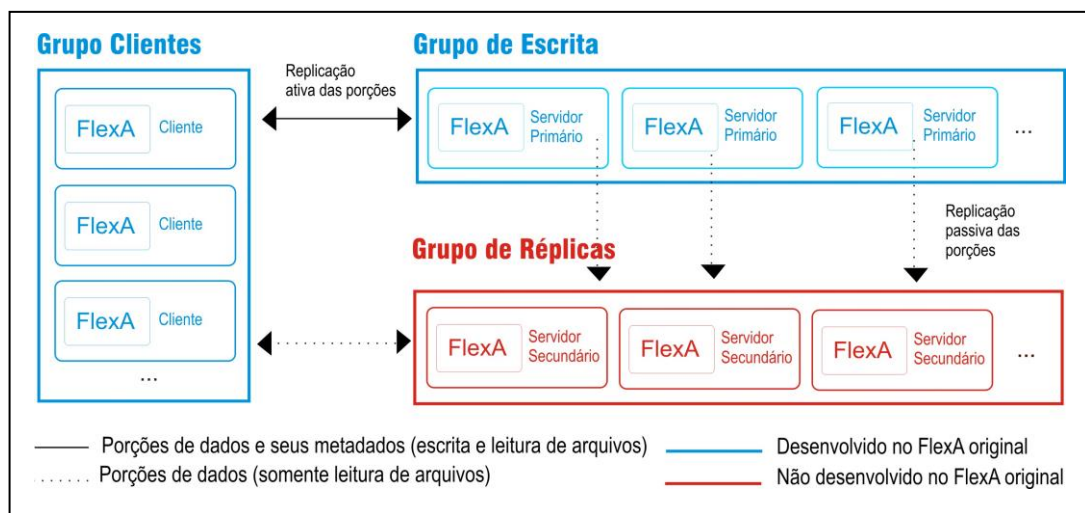 Grupo Clientes
FlexA Cliente
FlexA Cliente
FlexA Cliente
...
Replicação
ativa das porções
Grupo de Escrita
FlexA Servidor
Primário
FlexA Servidor
Primário
FlexA Servidor
Primário
...
Replicação
passiva das
porções
Grupo de Réplicas
FlexA Servidor
Secundário
FlexA Servidor
Secundário
FlexA Servidor
Secundário
...
Porções de dados e seus metadados (escrita e leitura de arquivos)
Porções de dados (somente leitura de arquivos)
Desenvolvido no FlexA original
Não desenvolvido no FlexA original